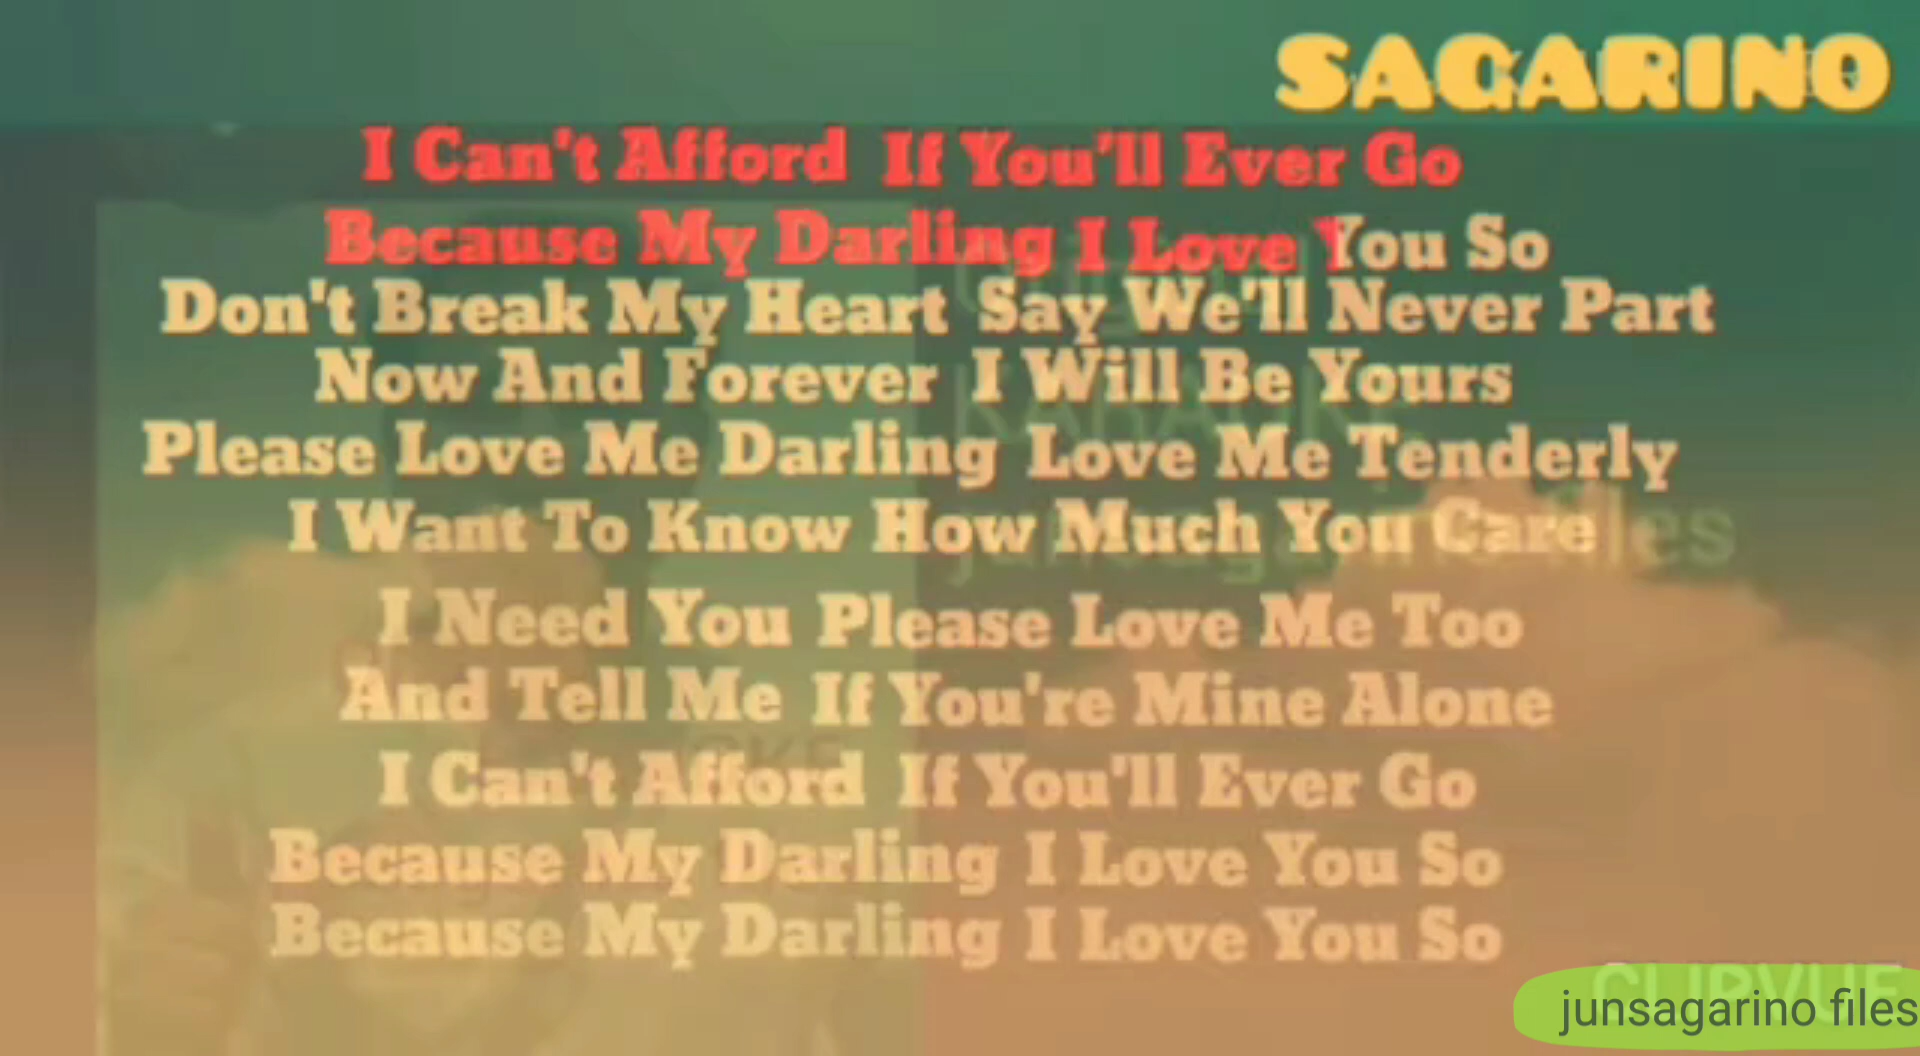 SAGARINO
I Can't Afford If You'll Ever Go
Because My Darling I Love You So
Don't Break My Heart Say We'll Never Part
Now And Forever I Will Be Yours
Please Love Me Darling Love Me Tenderly
I Want To Know How Much You Care
I Need You Please Love Me Too
And Tell Me If You're Mine Alone
I Can't Afford If You'll Ever Go
Because My Darling I Love You So
Because My Darling I Love You So
junsagarino files